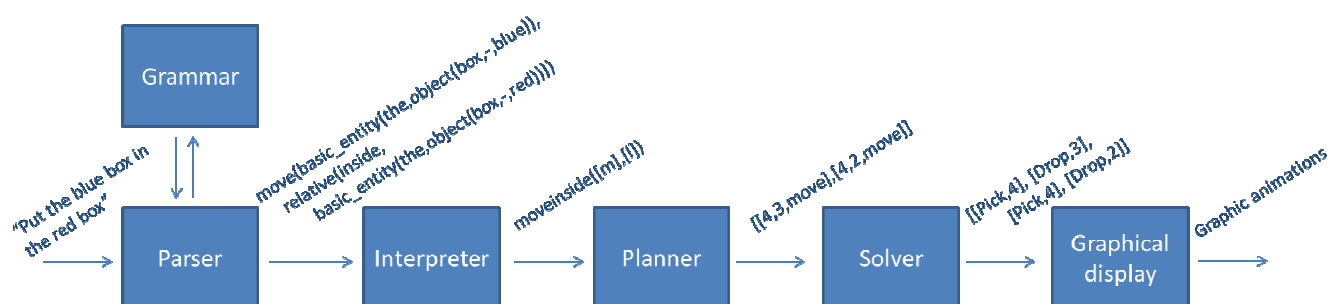 Grammar
"Put the blue box in
the red box"
Parser
move(basic_entity(the,object(box,-,blue)),
relative(inside,
basic_entity(the,object(box,-,red))))
Interpreter
moveinside([m],[l])
Planner
[[4,3,move],[4,2,move]]
Solver
[[Pick,4], [Drop,3],
[Pick,4], [Drop,2]]
Graphical
display
Graphic animations